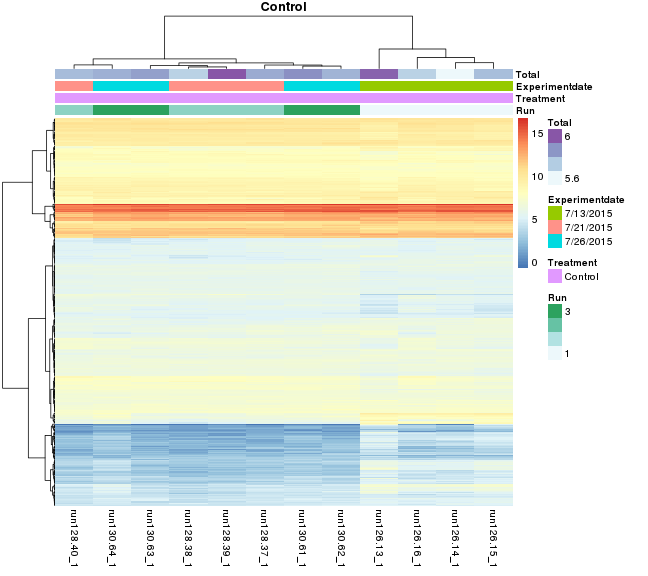 Control
Total
Experimentdate
Treatment
Run
15
10
5
0
Total
6
5.6
Experimentdate
7/13/2015
7/21/2015
7/26/2015
Treatment
Control
Run
3
1
run128.40_1
run130.64_1
run130.63_1
run128.38_1
run128.39_1
run128.37_1
run130.61_1
run130.62_1
run126.13_1
run126.16_1
run126.14_1
run126.15_1